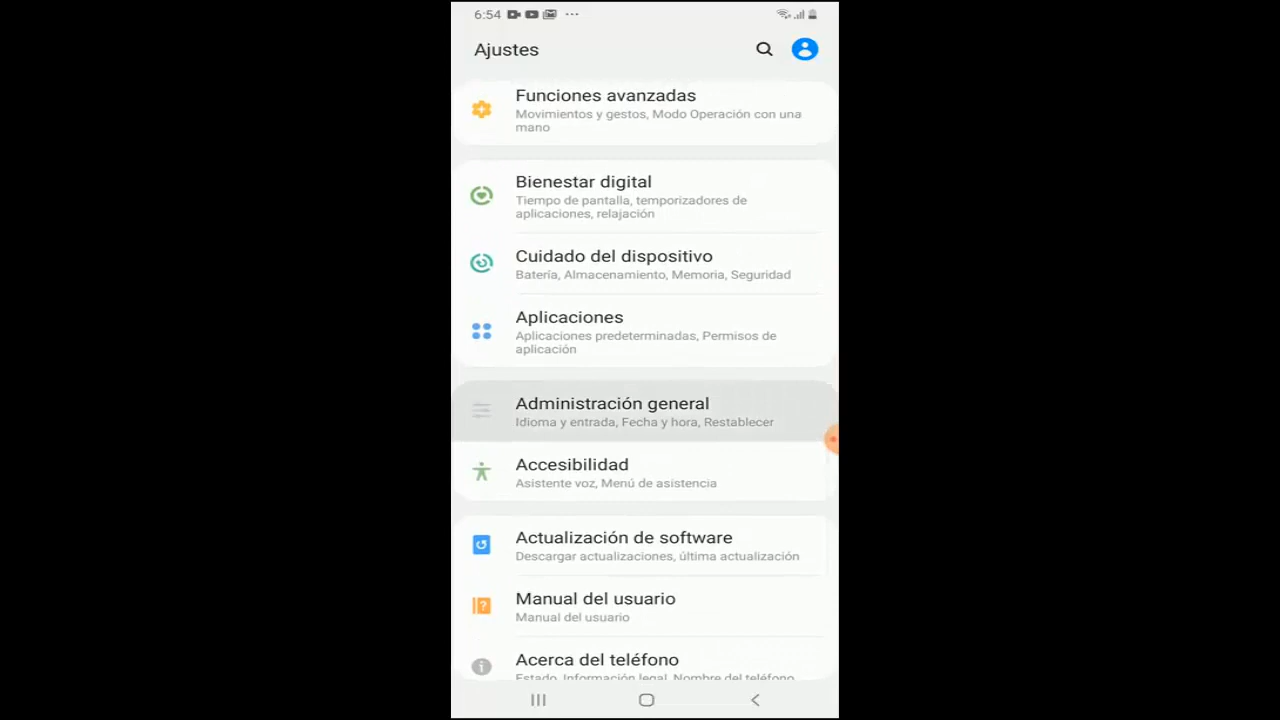 6:54
Ajustes
Funciones avanzadas
Movimientos y gestos, Modo Operación con una
mano
Bienestar digital
Tiempo de pantalla, temporizadores de
aplicaciones, relajación
Cuidado del dispositivo
Batería, Almacenamiento, Memoria, Seguridad
Aplicaciones
Aplicaciones predeterminadas, Permisos de
aplicación
Administración general
Idioma y entrada, Fecha y hora, Restablecer
Accesibilidad
Asistente voz, Menú de asistencia
Actualización de software
Descargar actualizaciones, última actualización
Manual del usuario
Manual del usuario
Acerca del teléfono
Estado, Información legal, Nombre del teléfono